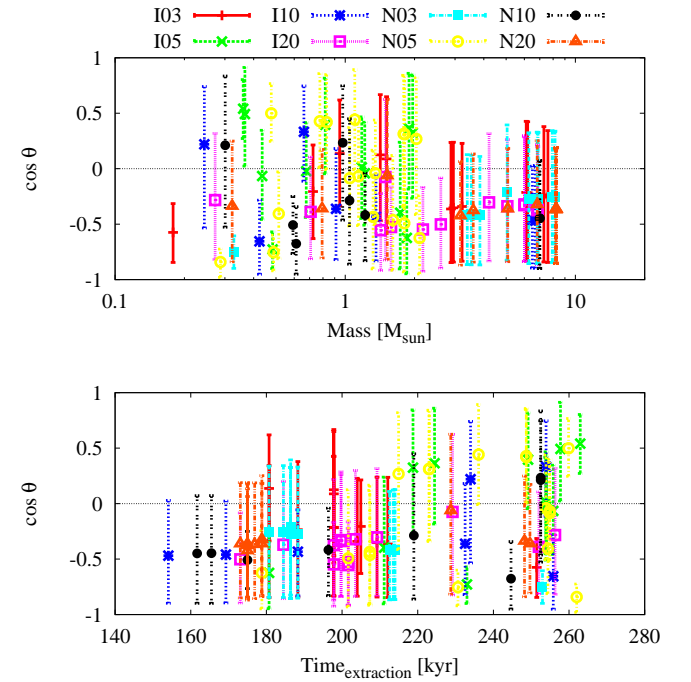 I03 I10 N03 N10
I05 I20 N05 N20
1
0.5
0
-0.5
-1
cos θ
0.1 1 10
Mass [M_sun]
1
0.5
0
-0.5
-1
cos θ
140 160 180 200 220 240 260 280
Time_extraction [kyr]